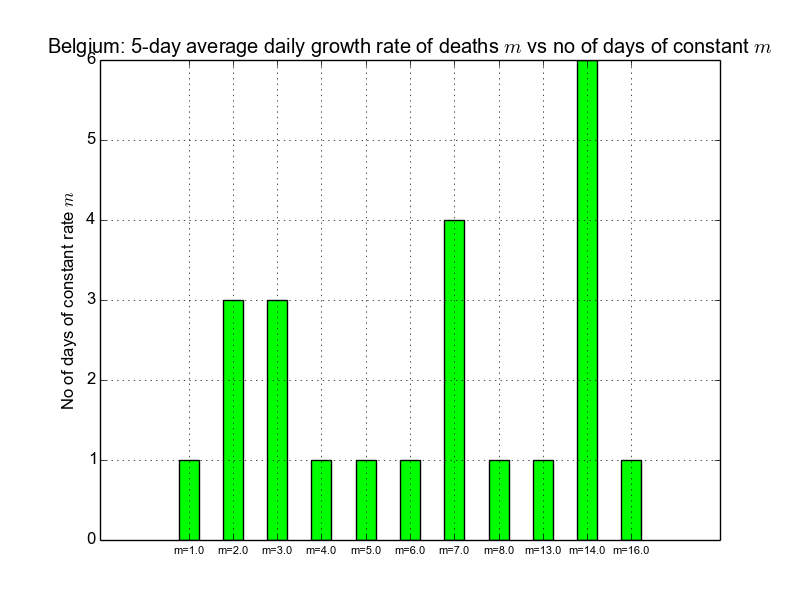 Belgium: 5-day average daily growth rate of deaths m vs no of days of constant m
6
5
4
3
2
1
0
No of days of constant rate m
m=1.0 m=2.0 m=3.0 m=4.0 m=5.0 m=6.0 m=7.0 m=8.0 m=13.0 m=14.0 m=16.0